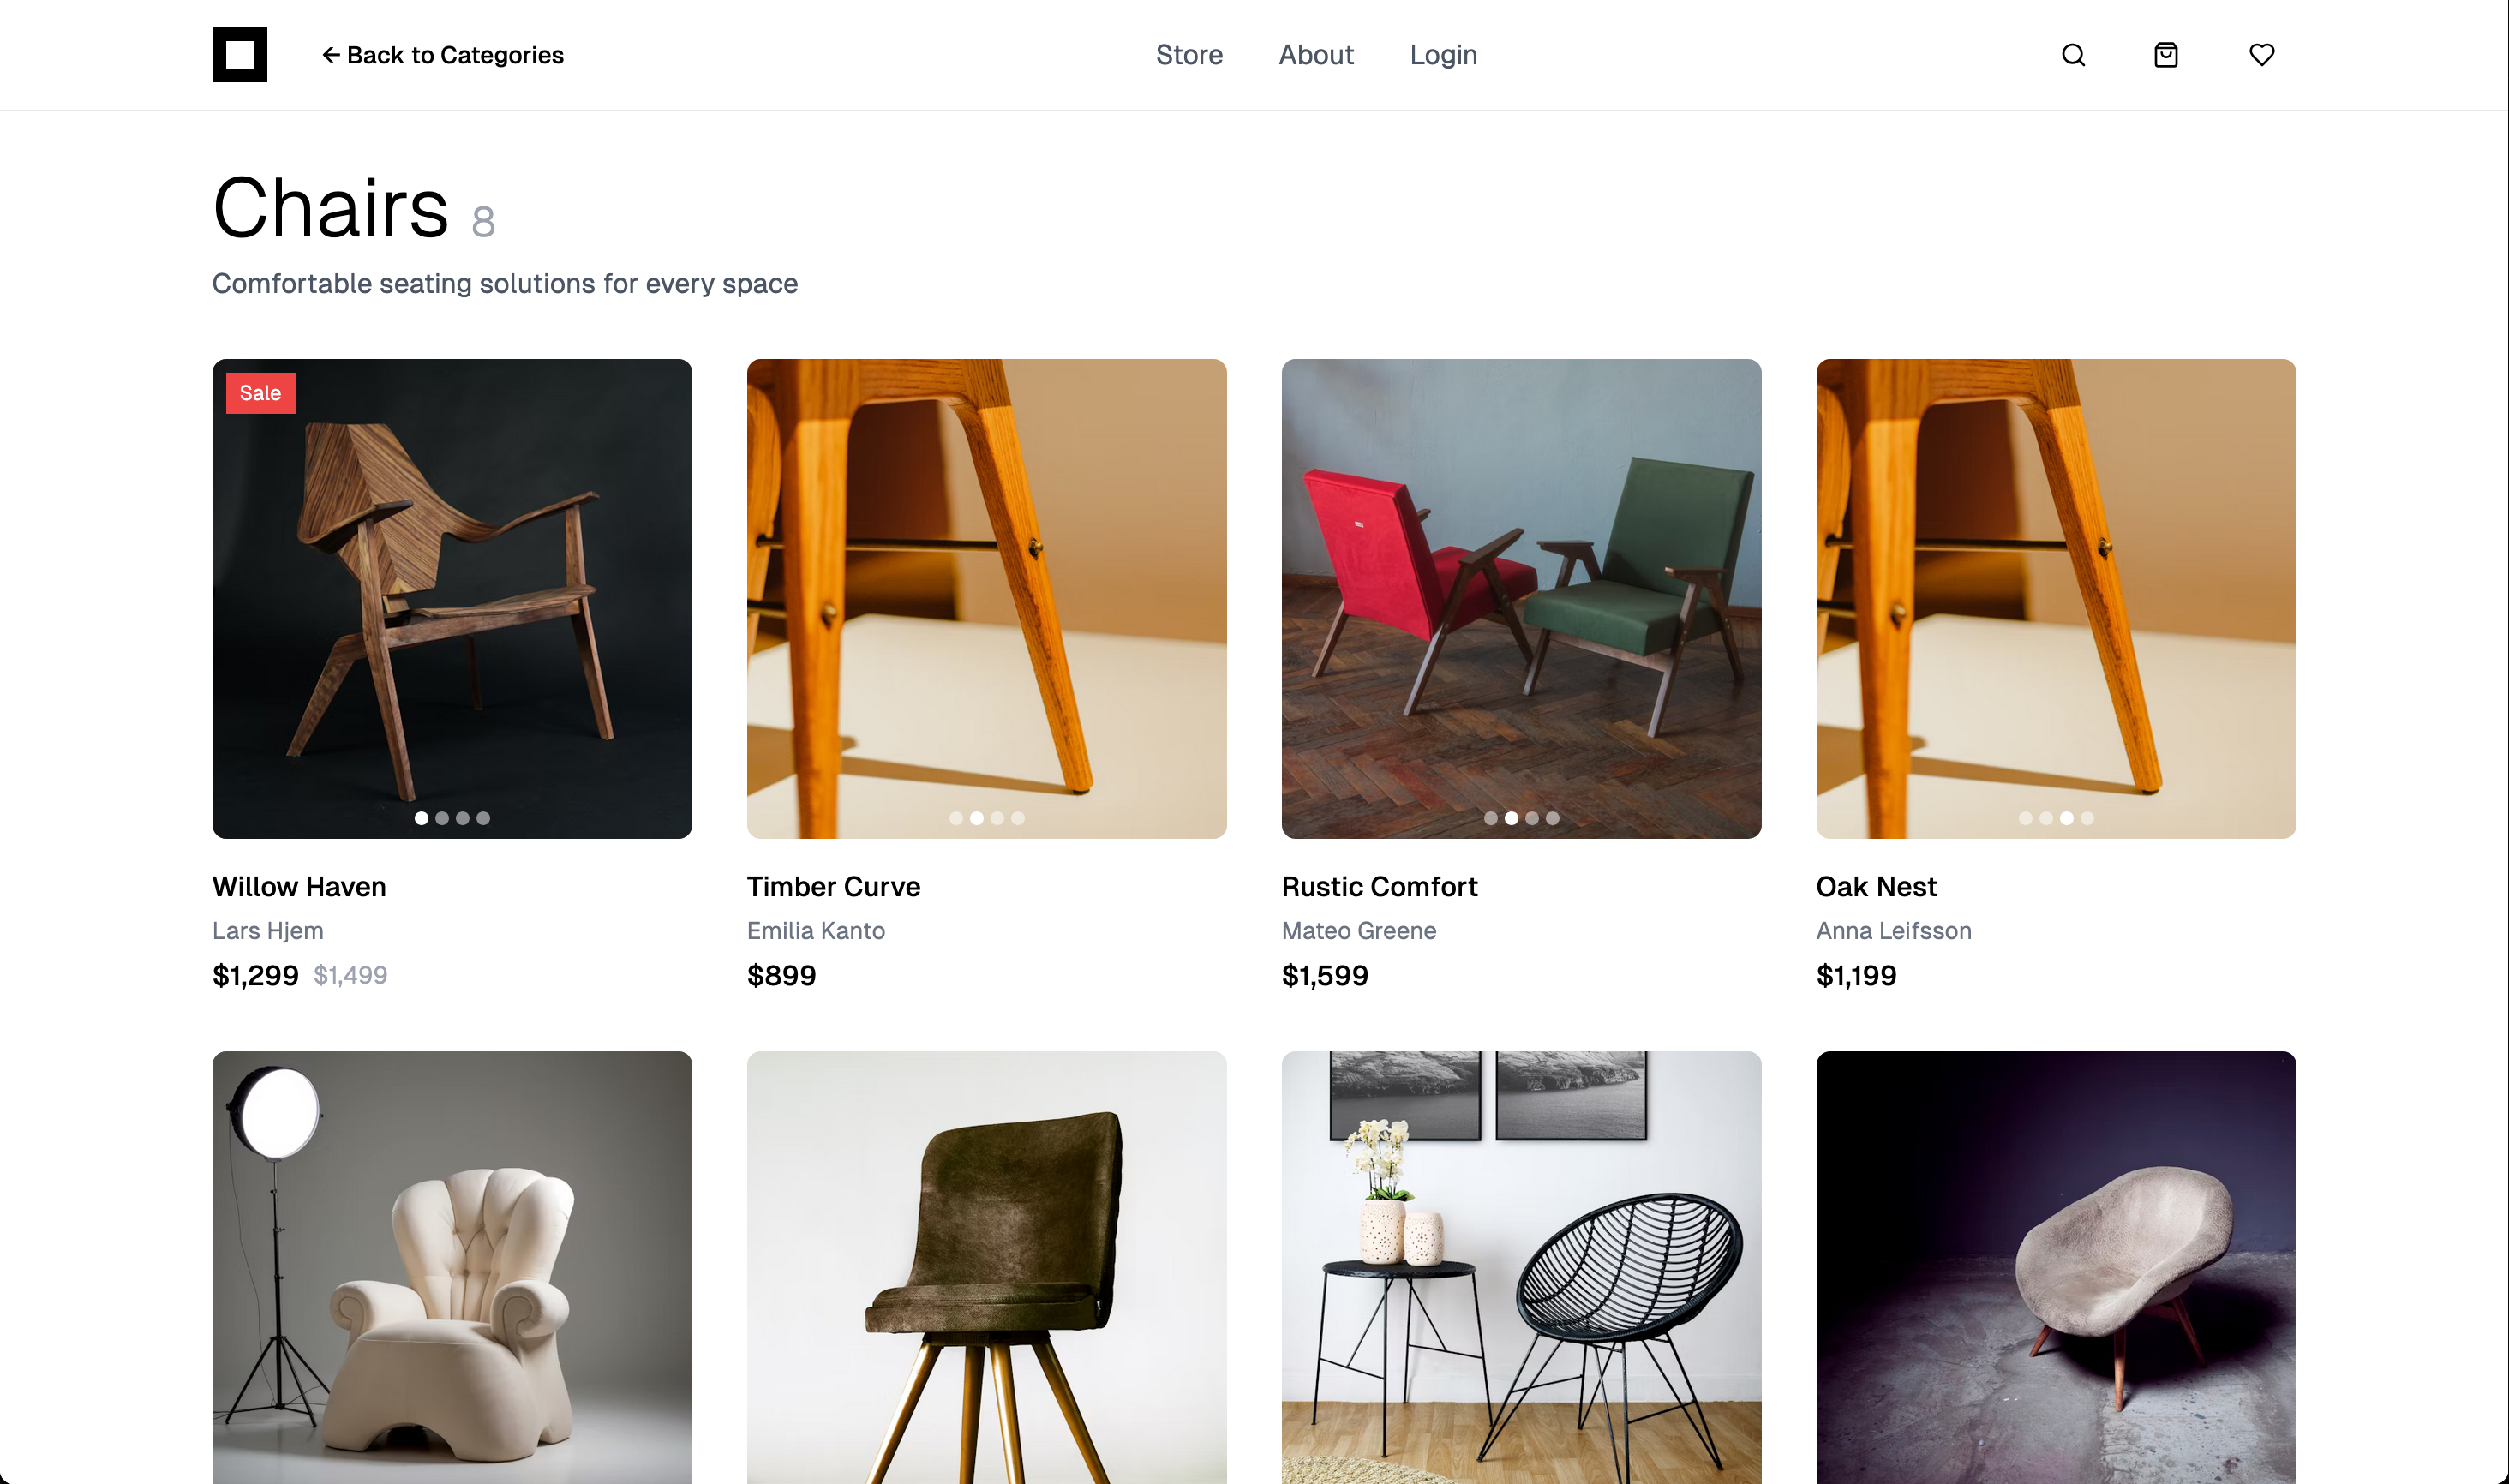 ← Back to Categories
Store
About
Login
Chairs 8
Comfortable seating solutions for every space
Sale
Willow Haven
Lars Hjem
$1,299 $1,499
Timber Curve
Emilia Kanto
$899
Rustic Comfort
Mateo Greene
$1,599
Oak Nest
Anna Leifsson
$1,199